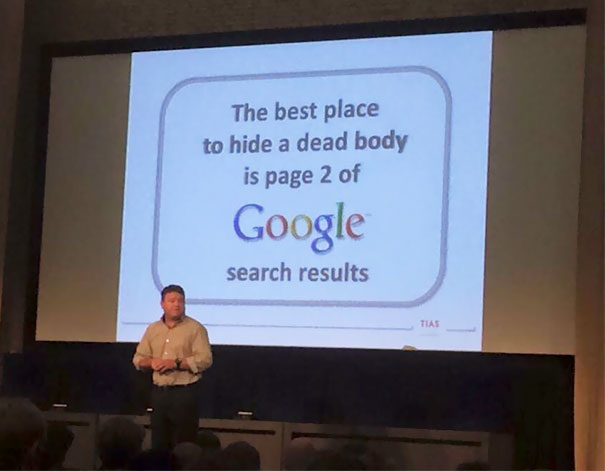 The best place
to hide a dead body
is page 2 of
Google
search results
TIAS